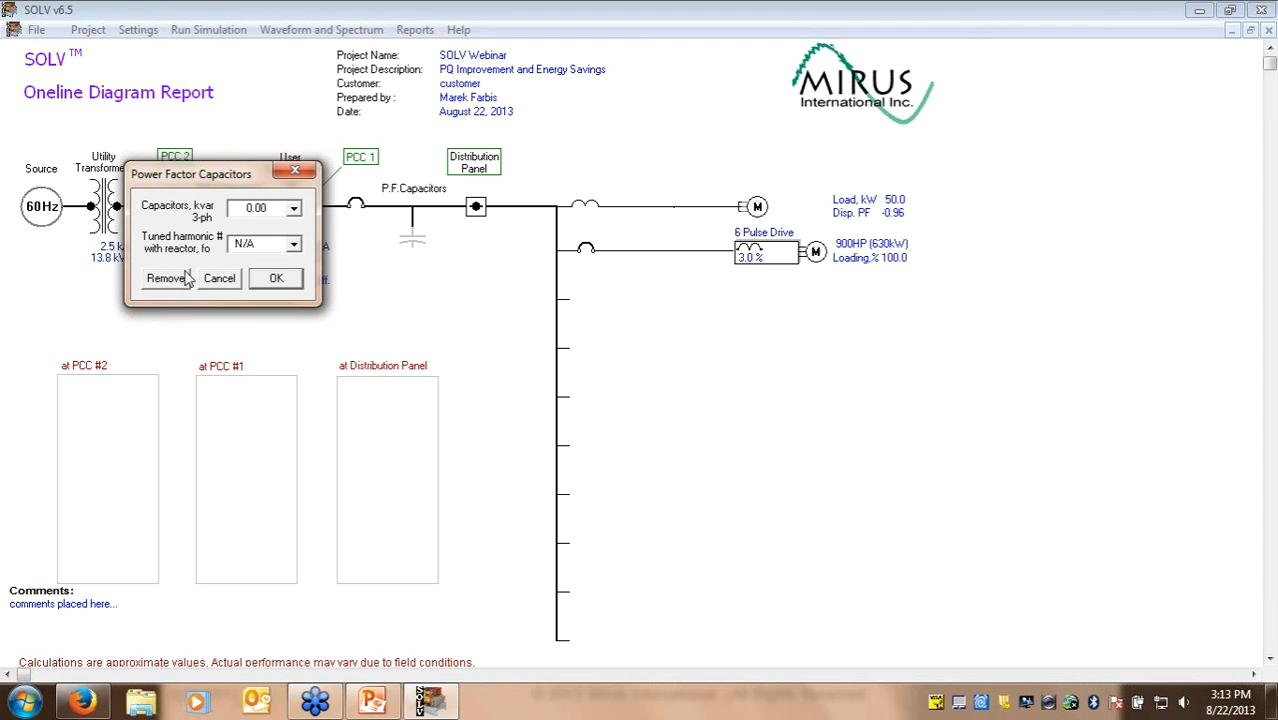 SOLV v6.5
File Project Settings Run Simulation Waveform and Spectrum Reports Help
SOLV TM
Oneline Diagram Report
Project Name: SOLV Webinar
Project Description: PQ Improvement and Energy Savings
Customer: customer
Prepared by : Marek Farbis
Date: August 22, 2013
MIRUS
International Inc.
Source
Utility
Transforme
PCC 2
User
PCC 1
Distribution
Panel
60Hz
P.F.Capacitors
Power Factor Capacitors
Capacitors, kvar
3-ph
0.00
Tuned harmonic #
with reactor, fo
N/A
Remove Cancel OK
2.5 k
13.8 k
M
Load, kW 50.0
Disp. PF -0.96
6 Pulse Drive
3.0 %
M
900HP (630kW)
Loading,% 100.0
at PCC #2
at PCC #1
at Distribution Panel
Comments:
comments placed here...
Calculations are approximate values. Actual performance may vary due to field conditions.
3:13 PM
8/22/2013